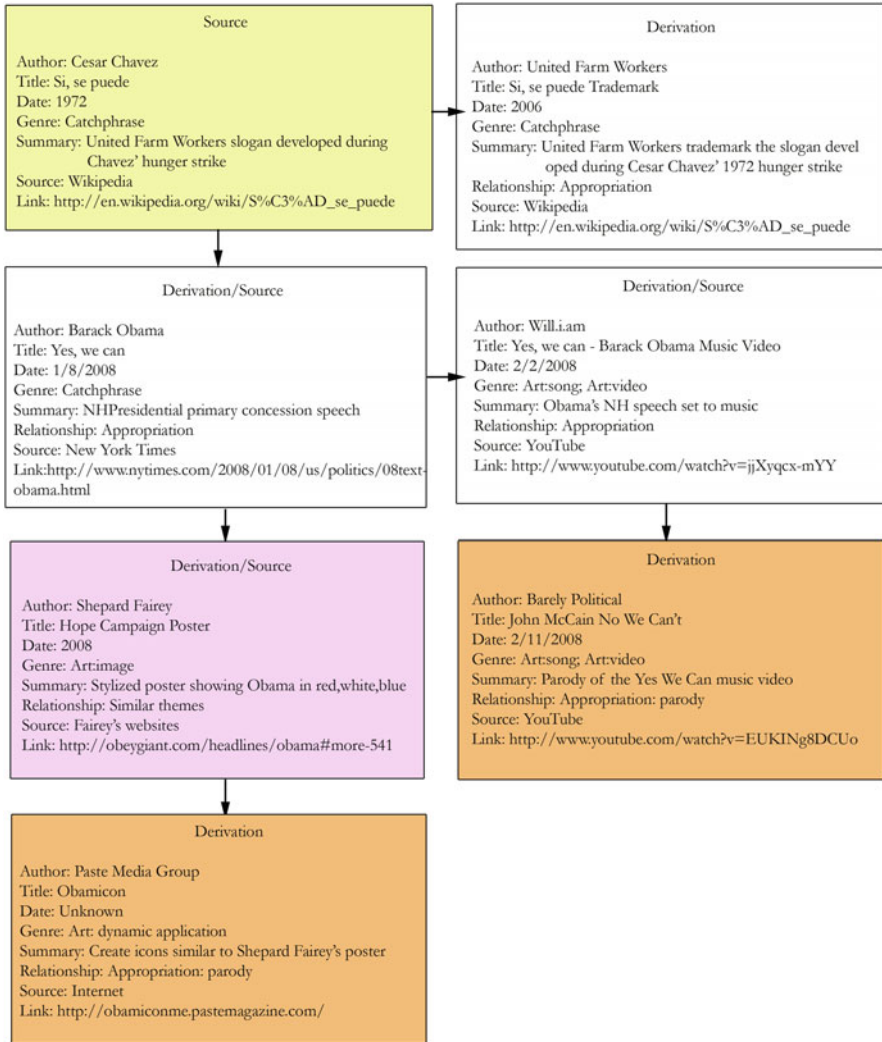 Source
Author: Cesar Chavez
Title: Si, se puede
Date: 1972
Genre: Catchphrase
Summary: United Farm Workers slogan developed during
Chavez' hunger strike
Source: Wikipedia
Link: http://en.wikipedia.org/wiki/S%C3%AD_se_puede
Derivation
Author: United Farm Workers
Title: Si, se puede Trademark
Date: 2006
Genre: Catchphrase
Summary: United Farm Workers trademark the slogan devel
oped during Cesar Chavez' 1972 hunger strike
Relationship: Appropriation
Source: Wikipedia
Link: http://en.wikipedia.org/wiki/S%C3%AD_se_puede
Derivation/Source
Author: Barack Obama
Title: Yes, we can
Date: 1/8/2008
Genre: Catchphrase
Summary: NHPresidential primary concession speech
Relationship: Appropriation
Source: New York Times
Link:http://www.nytimes.com/2008/01/08/us/politics/08text-
obama.html
Derivation/Source
Author: Will.i.am
Title: Yes, we can - Barack Obama Music Video
Date: 2/2/2008
Genre: Art:song; Art:video
Summary: Obama's NH speech set to music
Relationship: Appropriation
Source: YouTube
Link: http://www.youtube.com/watch?v=jjXyqcx-mYY
Derivation/Source
Author: Shepard Fairey
Title: Hope Campaign Poster
Date: 2008
Genre: Art:image
Summary: Stylized poster showing Obama in red,white,blue
Relationship: Similar themes
Source: Fairey's websites
Link: http://obeygiant.com/headlines/obama#more-541
Derivation
Author: Barely Political
Title: John McCain No We Can't
Date: 2/11/2008
Genre: Art:song; Art:video
Summary: Parody of the Yes We Can music video
Relationship: Appropriation: parody
Source: YouTube
Link: http://www.youtube.com/watch?v=EUKINg8DCUo
Derivation
Author: Paste Media Group
Title: Obamicon
Date: Unknown
Genre: Art: dynamic application
Summary: Create icons similar to Shepard Fairey's poster
Relationship: Appropriation: parody
Source: Internet
Link: http://obamiconme.pastemagazine.com/